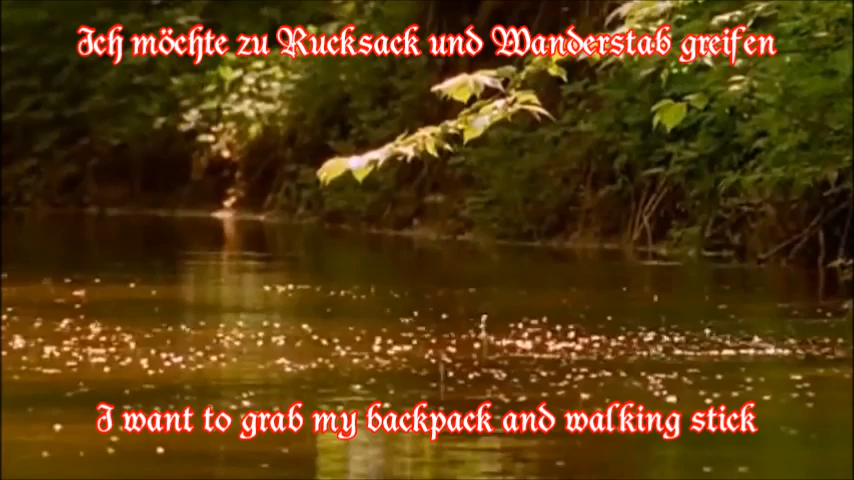 Ich möchte zu Rucksack und Wanderstab greifen
I want to grab my backpack and walking stick